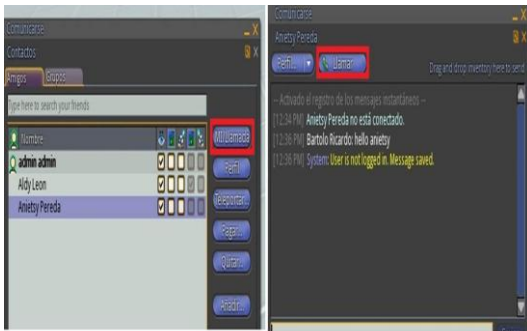 Comunicarse
Contactos
Amigos Grupos
Type here to search your friends
Nombre
MI/Llamada
admin admin
Perfil
Aldy Leon
Teleportar...
Anietsy Pereda
Pagar...
Quitar...
Añadir...
Comunicarse
Anietsy Pereda
Perfil... Llamar
Drag and drop inventory here to send
-- Activado el registro de los mensajes instantáneos --
[12:34 PM] Anietsy Pereda no está conectado.
[12:36 PM] Bartolo Ricardo: hello anietsy
[12:36 PM] System: User is not logged in. Message saved.